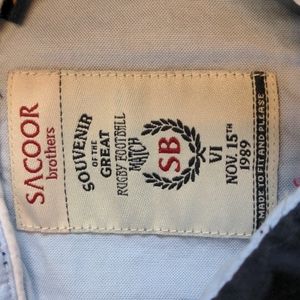 SACOOR
brothers
SOUVENIR
OF THE
GREAT
RUGBY FOOTBALL
MATCH
SB
VI
NOV. 15TH
1989
MADE TO FIT AND PLEASE